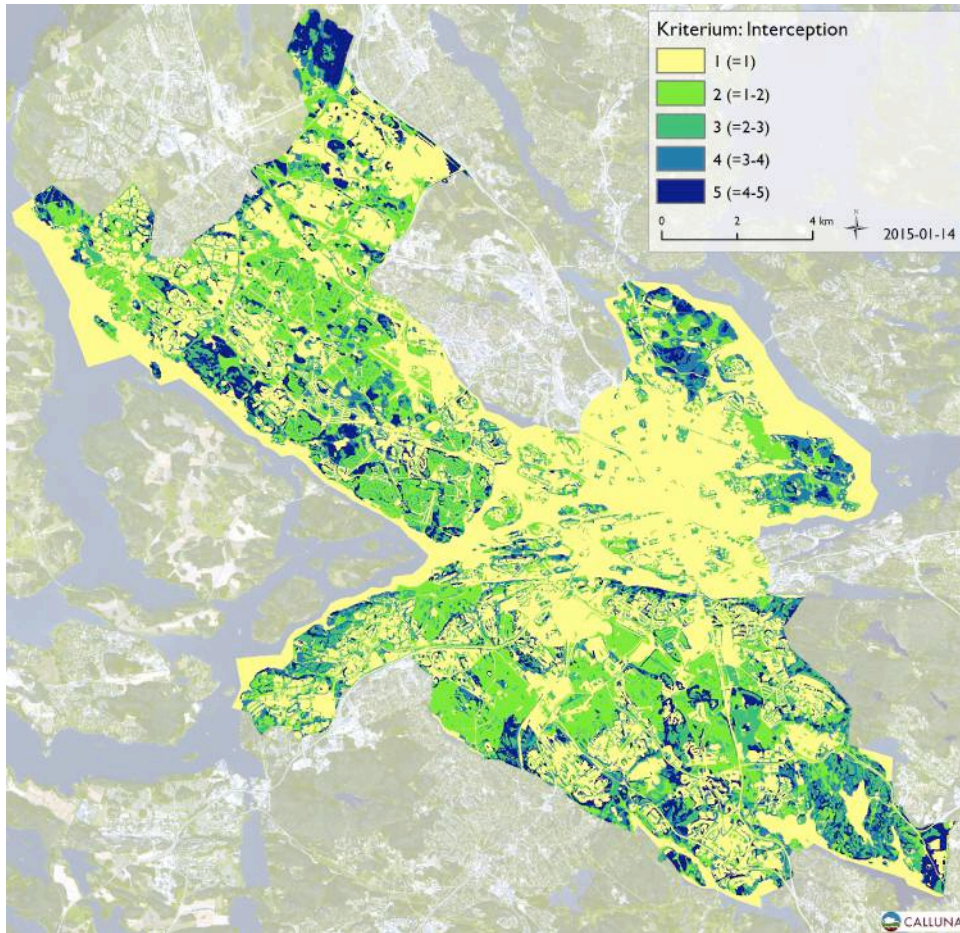 Kriterium: Interception
1 (=1)
2 (=1-2)
3 (=2-3)
4 (=3-4)
5 (=4-5)
0 2 4 km
N
2015-01-14
CALLUNA